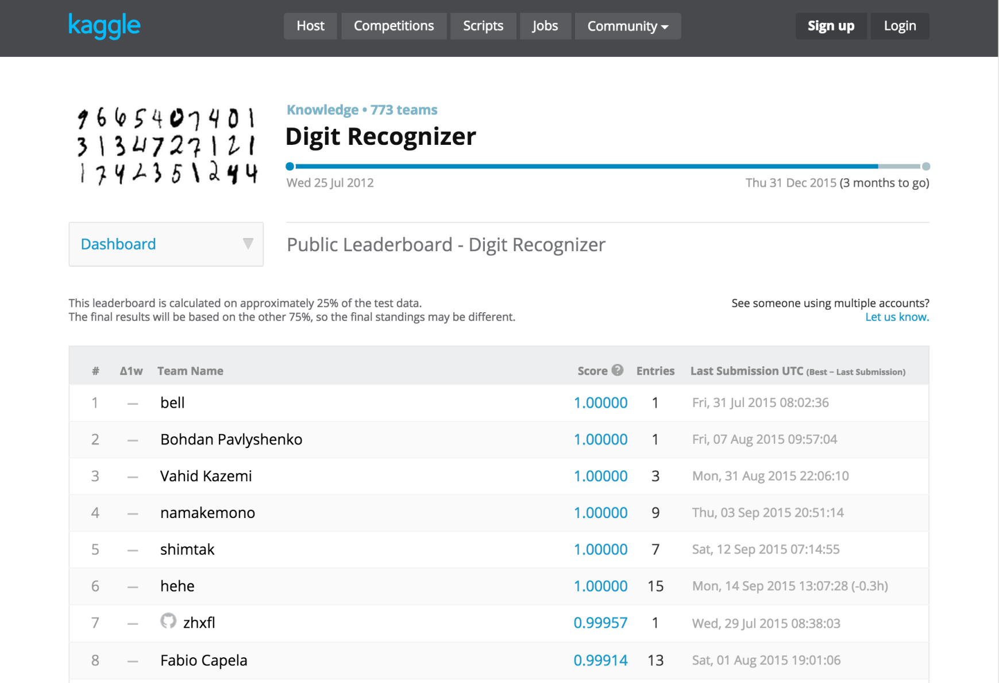 kaggle
Host Competitions Scripts Jobs Community
Sign up Login
9665407401
3134727121
1742351244
Knowledge • 773 teams
Digit Recognizer
Wed 25 Jul 2012
Thu 31 Dec 2015 (3 months to go)
Dashboard
Public Leaderboard - Digit Recognizer
This leaderboard is calculated on approximately 25% of the test data.
The final results will be based on the other 75%, so the final standings may be different.
See someone using multiple accounts?
Let us know.
# Δ1w Team Name Score ? Entries Last Submission UTC (Best − Last Submission)
1 — bell 1.00000 1 Fri, 31 Jul 2015 08:02:36
2 — Bohdan Pavlyshenko 1.00000 1 Fri, 07 Aug 2015 09:57:04
3 — Vahid Kazemi 1.00000 3 Mon, 31 Aug 2015 22:06:10
4 — namakemono 1.00000 9 Thu, 03 Sep 2015 20:51:14
5 — shimtak 1.00000 7 Sat, 12 Sep 2015 07:14:55
6 — hehe 1.00000 15 Mon, 14 Sep 2015 13:07:28 (-0.3h)
7 — zhxfl 0.99957 1 Wed, 29 Jul 2015 08:38:03
8 — Fabio Capela 0.99914 13 Sat, 01 Aug 2015 19:01:06